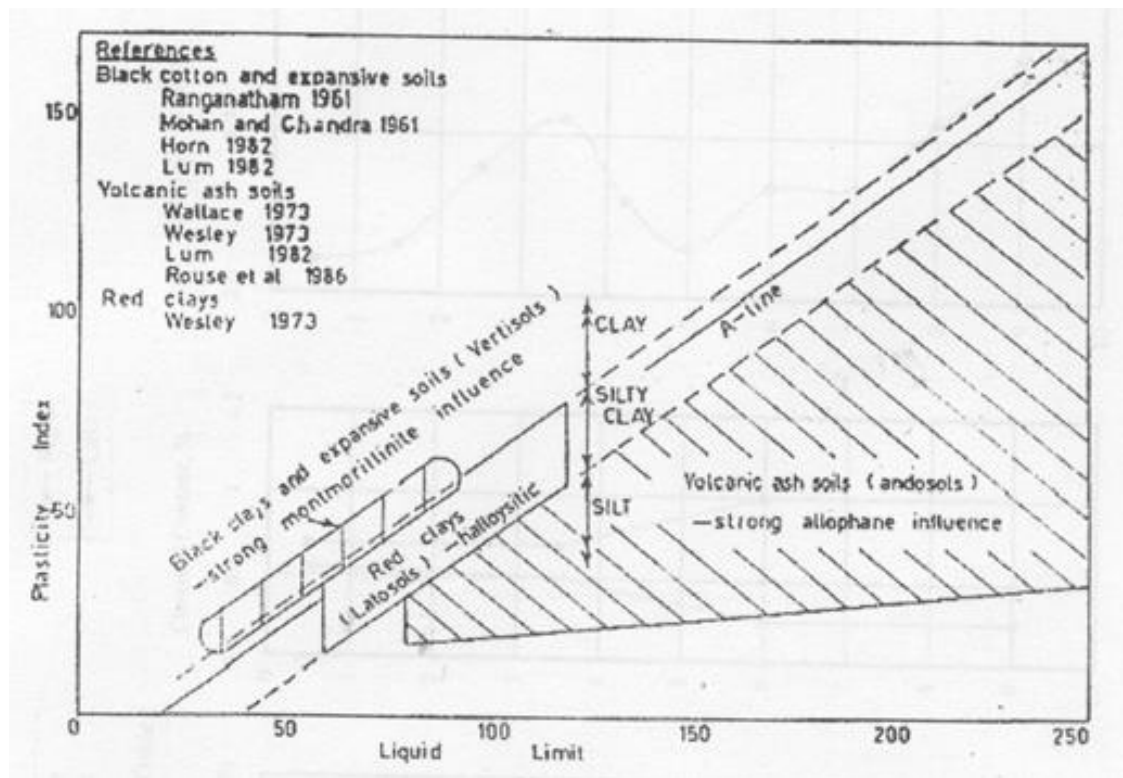 References
Black cotton and expansive soils
Ranganatham 1961
Mohan and Chandra 1961
Horn 1982
Lum 1982
Volcanic ash soils
Wallace 1973
Wesley 1973
Lum 1982
Rouse et al 1986
Red clays
Wesley 1973
150
100
50
0
Plasticity Index
Black clays and expansive soils (Vertisols)
—strong montmorillinite influence
Red clays
(Latosols) —halloysitic
CLAY
SILTY
CLAY
SILT
A-line
Volcanic ash soils (andosols)
—strong allophane influence
50
100
150
200
250
Liquid Limit